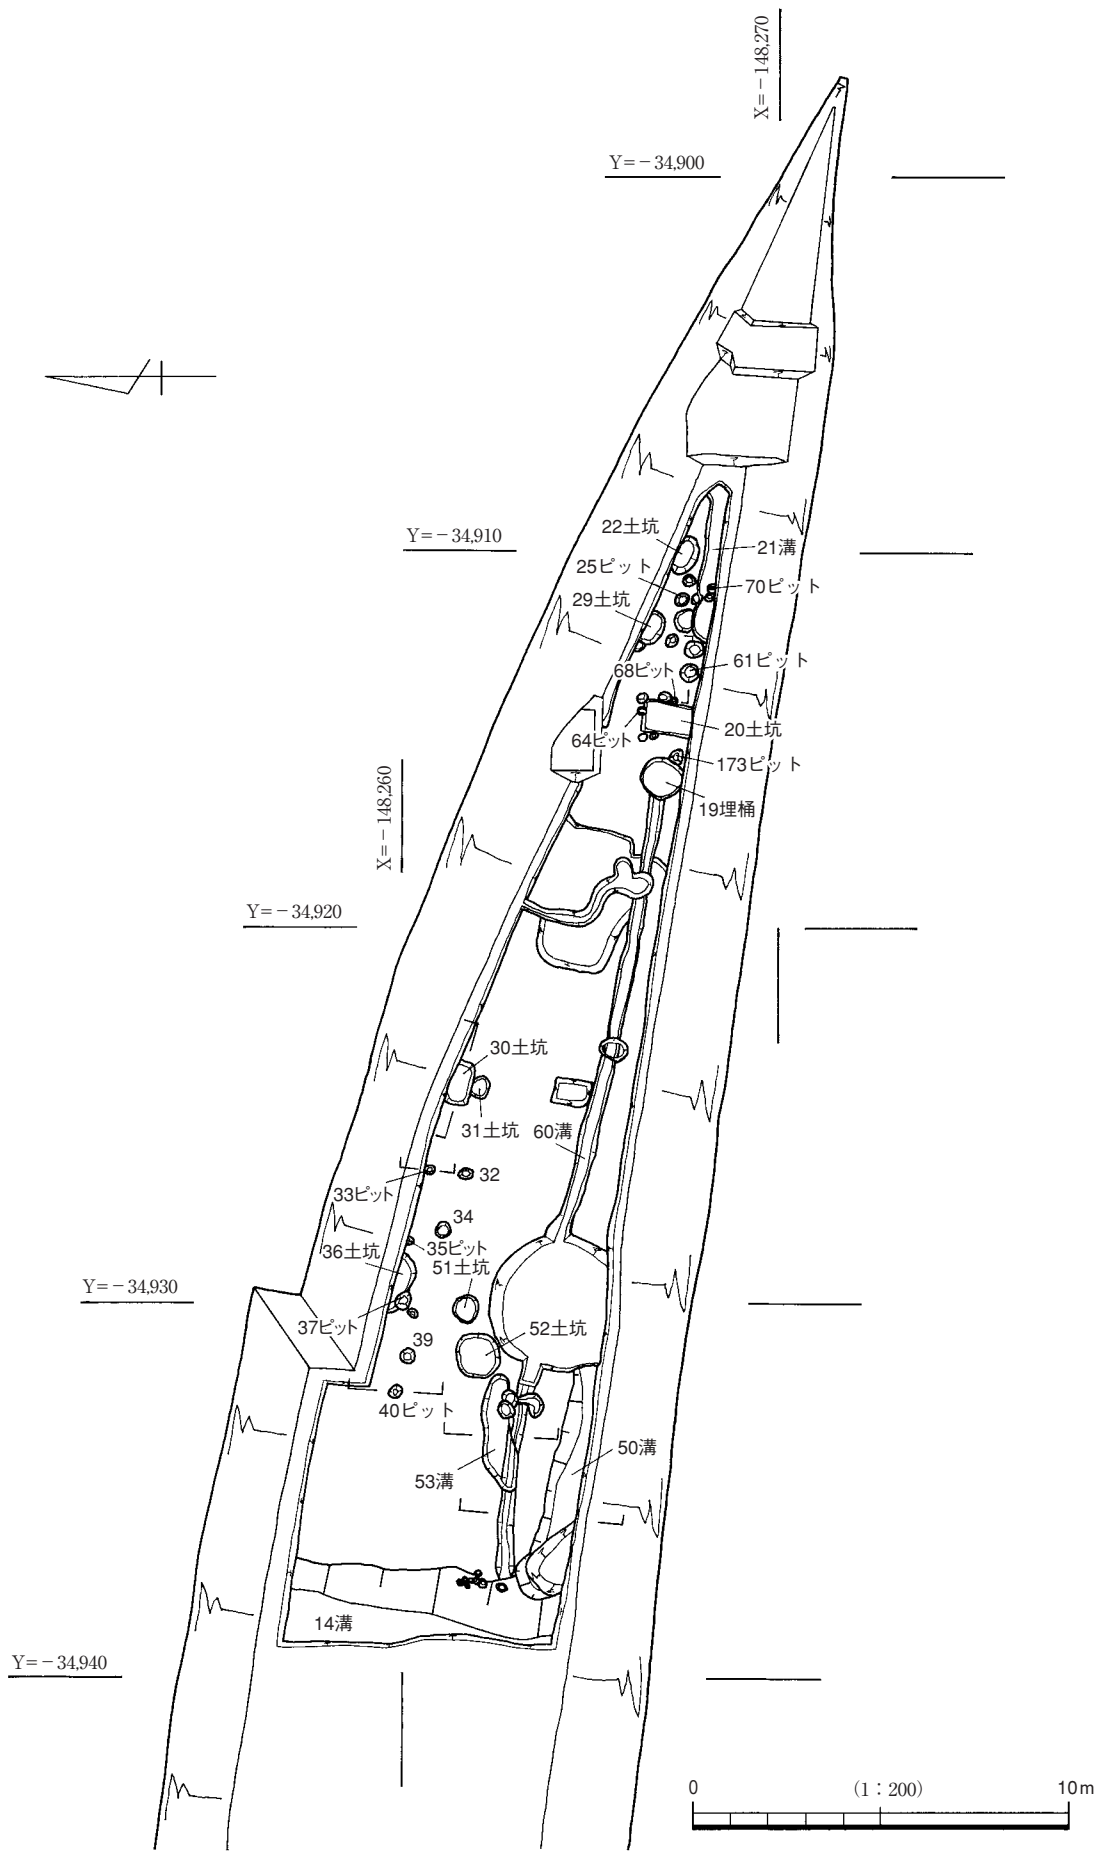 X=－148,270
Y=－34,900
Y=－34,910
22土坑
21溝
25ピット
70ピット
29土坑
61ピット
68ピット
20土坑
64ピット
173ピット
X=－148,260
19埋桶
Y=－34,920
30土坑
31土坑
60溝
32
33ピット
34
35ピット
36土坑
51土坑
Y=－34,930
37ピット
52土坑
39
40ピット
50溝
53溝
14溝
Y=－34,940
0 (1：200) 10m